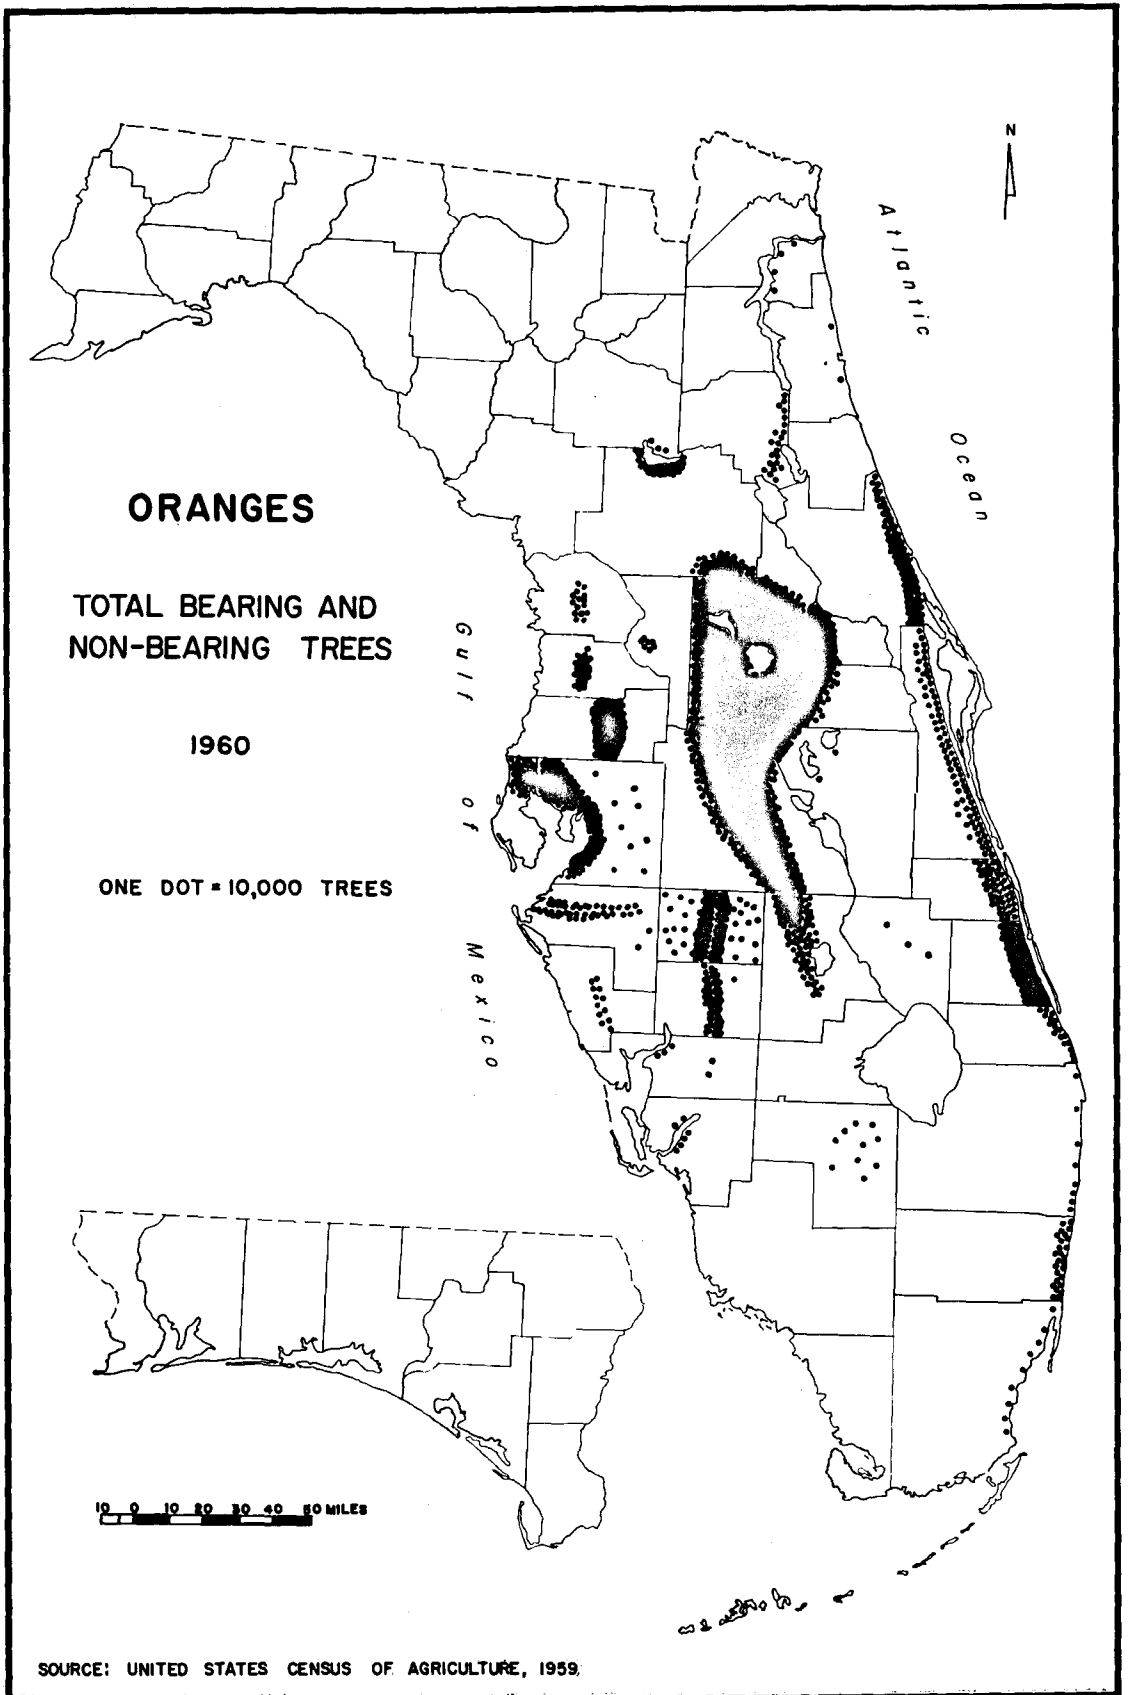 N
Atlantic
Ocean
ORANGES
TOTAL BEARING AND
NON-BEARING TREES
1960
ONE DOT = 10,000 TREES
Gulf
of
Mexico
10 0 10 20 30 40 50 MILES
SOURCE: UNITED STATES CENSUS OF AGRICULTURE, 1959